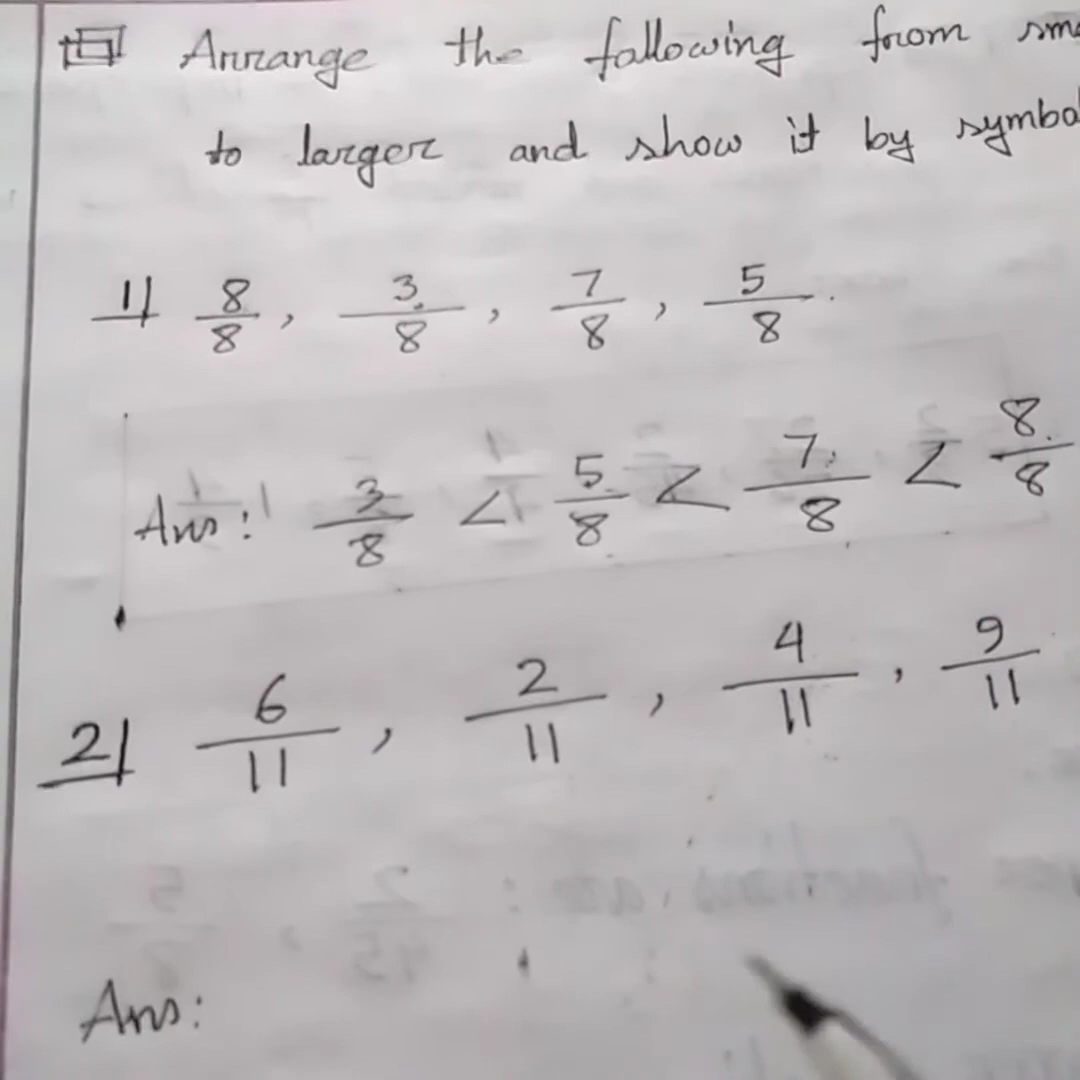 Arrange the following from
to larger and show it by
1) 8/8, 3/8, 7/8, 5/8.
Ans: 3/8 < 5/8 < 7/8 < 8/8
2) 6/11, 2/11, 4/11, 9/11
Ans: